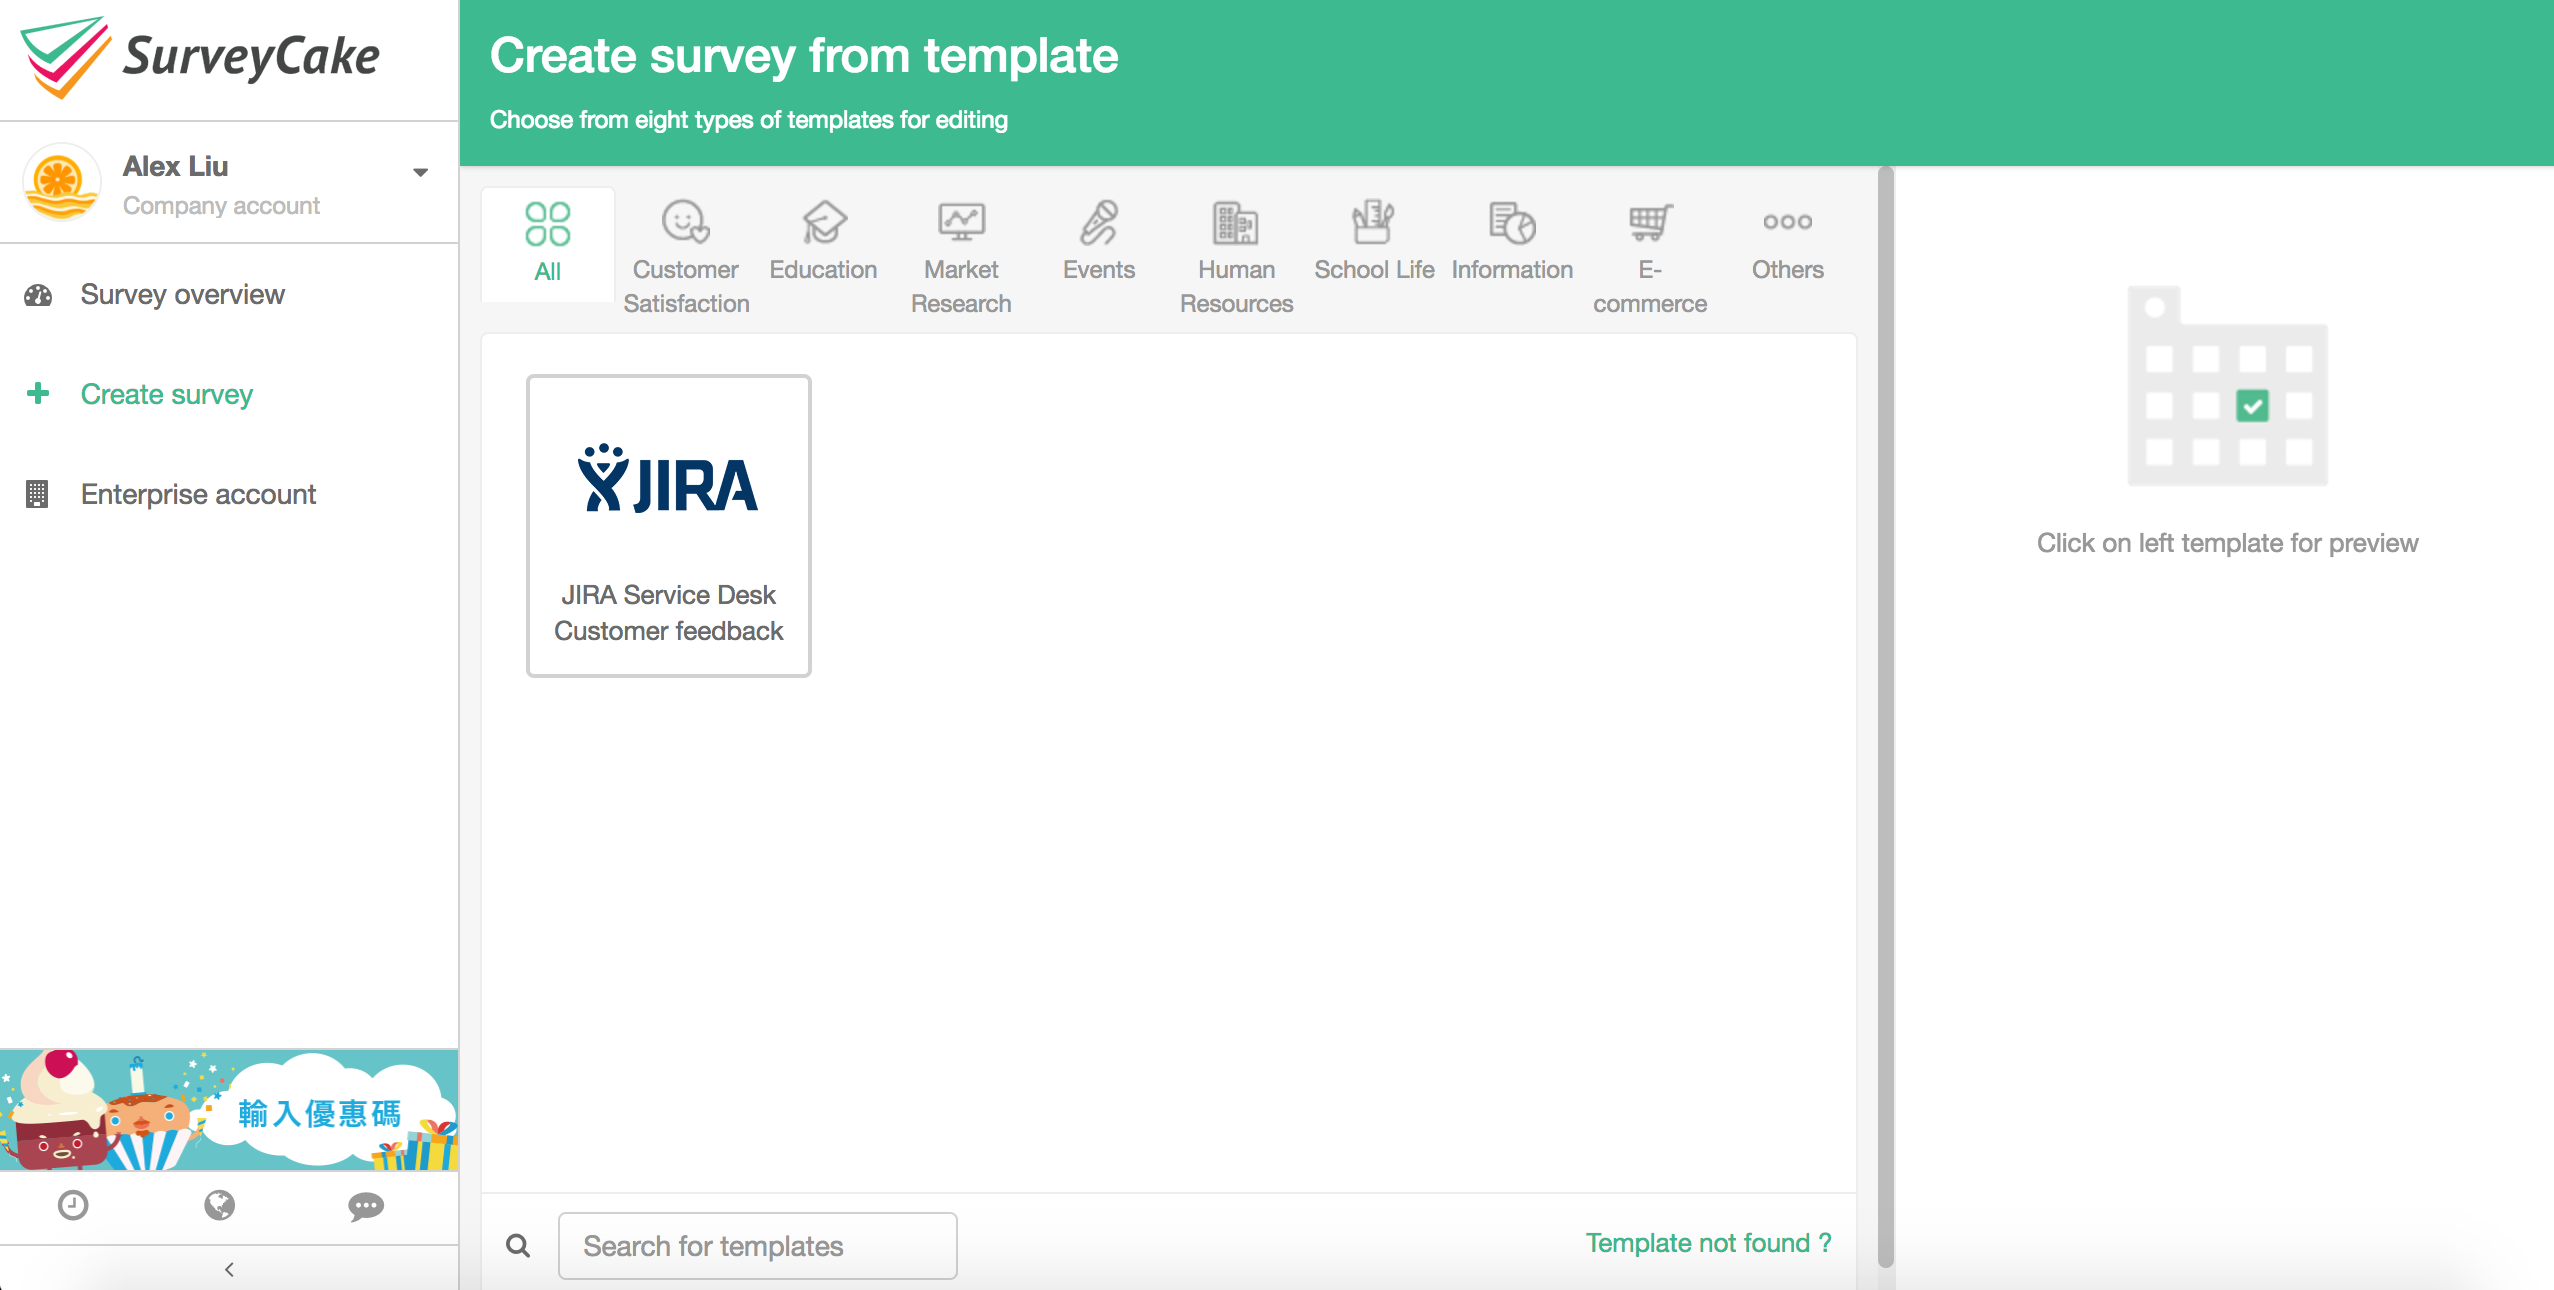 SurveyCake
Alex Liu
Company account
Survey overview
Create survey
Enterprise account
輸入優惠碼
Create survey from template
Choose from eight types of templates for editing
All
Customer
Satisfaction
Education
Market
Research
Events
Human
Resources
School Life
Information
E-
commerce
Others
JIRA
JIRA Service Desk
Customer feedback
Search for templates
Template not found ?
Click on left template for preview